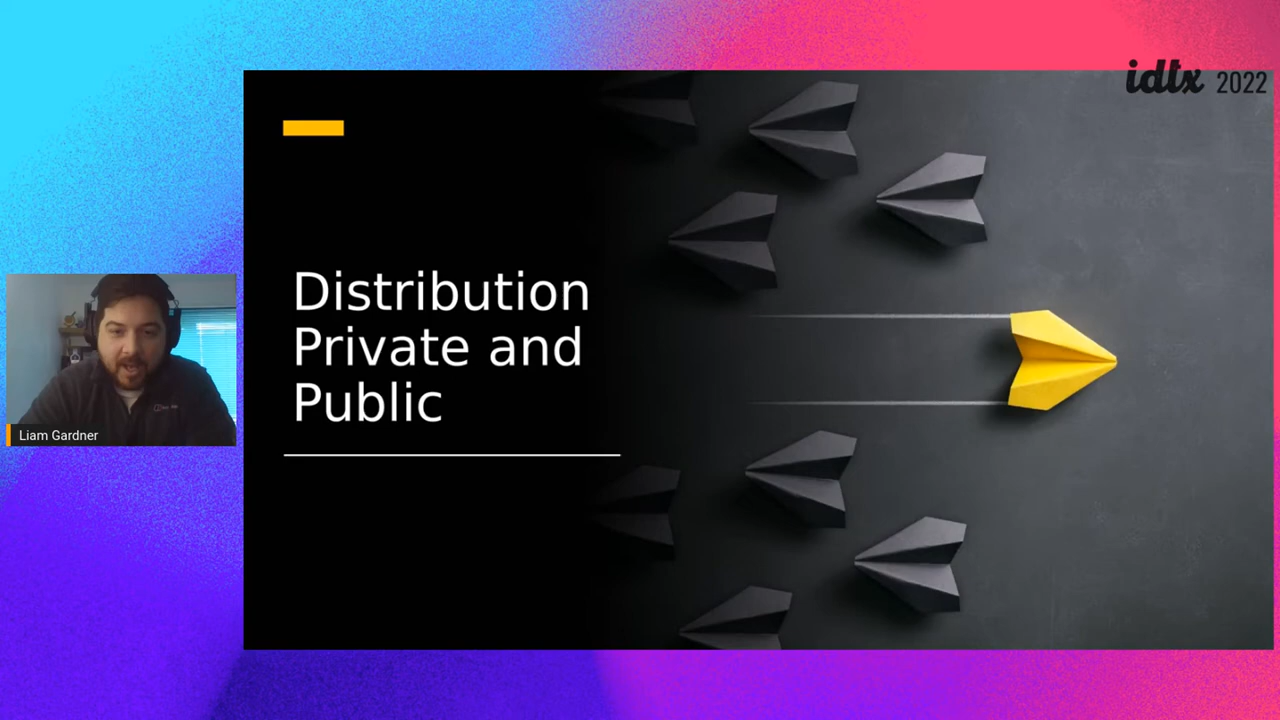 idtx 2022
Distribution
Private and
Public
Liam Gardner